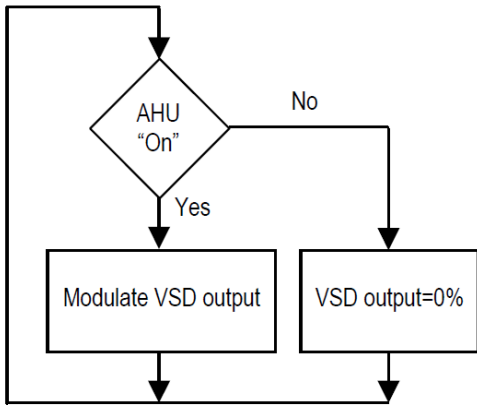 AHU
“On”
No
Yes
Modulate VSD output
VSD output=0%